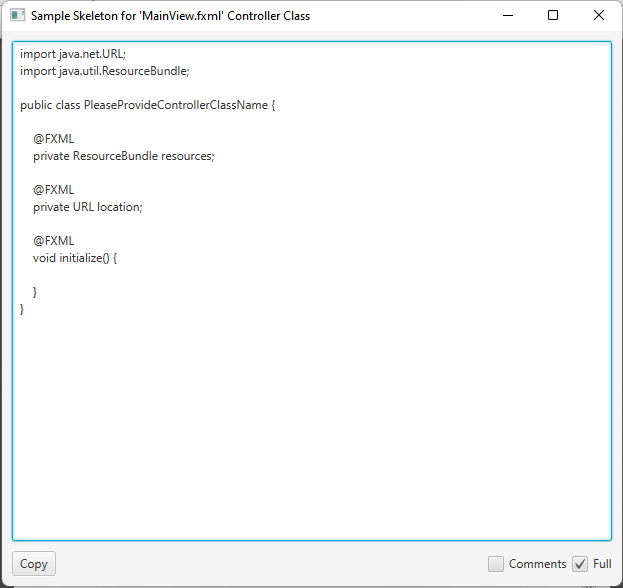 Sample Skeleton for 'MainView.fxml' Controller Class
import java.net.URL;
import java.util.ResourceBundle;
public class PleaseProvideControllerClassName {
@FXML
private ResourceBundle resources;
@FXML
private URL location;
@FXML
void initialize() {
}
}
Copy
Comments
Full